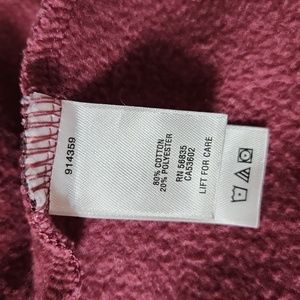 914359
80% COTTON
20% POLYESTER
RN 56835
CA53602
LIFT FOR CARE